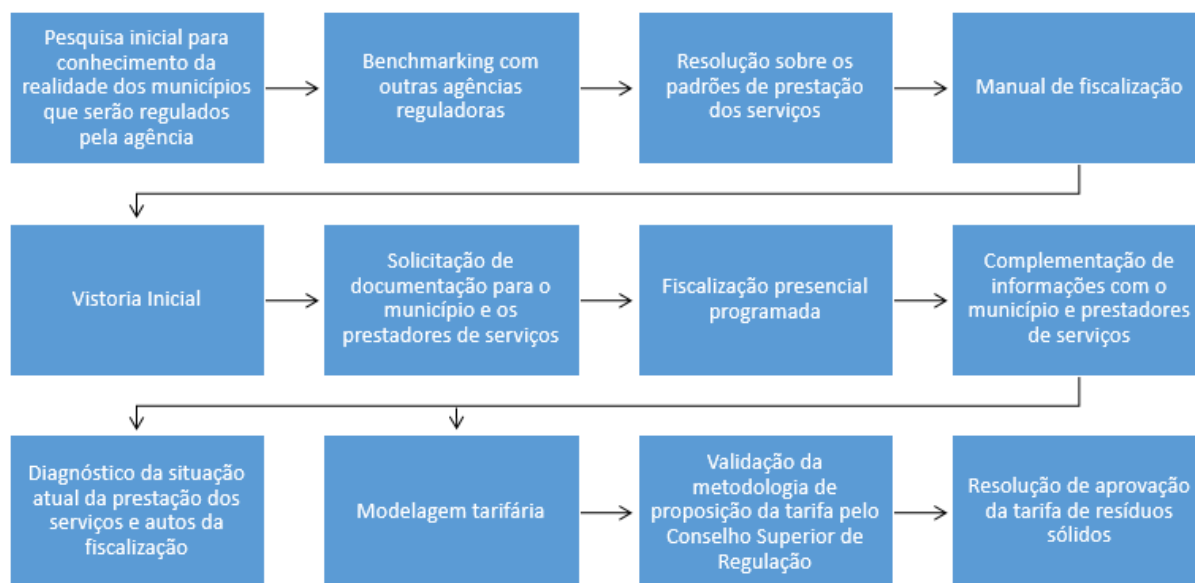 Pesquisa inicial para
conhecimento da
realidade dos municípios
que serão regulados
pela agência
Benchmarking com
outras agências
reguladoras
Resolução sobre os
padrões de prestação
dos serviços
Manual de fiscalização
Vistoria Inicial
Solicitação de
documentação para o
município e os
prestadores de serviços
Fiscalização presencial
programada
Complementação de
informações com o
município e prestadores
de serviços
Diagnóstico da situação
atual da prestação dos
serviços e autos da
fiscalização
Modelagem tarifária
Validação da
metodologia de
proposição da tarifa pelo
Conselho Superior de
Regulação
Resolução de aprovação
da tarifa de resíduos
sólidos